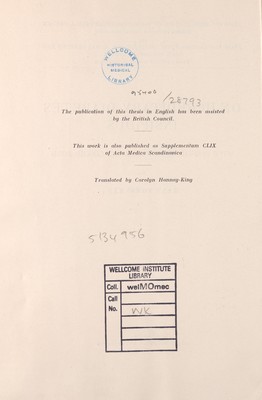 WELLCOME
HISTORICAL
MEDICAL
LIBRARY
95400
/28793
The publication of this thesis in English has been assisted
by the British Council.
This work is also published as Supplementum CLIX
of Acta Medica Scandinavica
Translated by Carolyn Hannay-King
5134956
WELLCOME INSTITUTE
LIBRARY
Coll. welMOmec
Call
No. WK